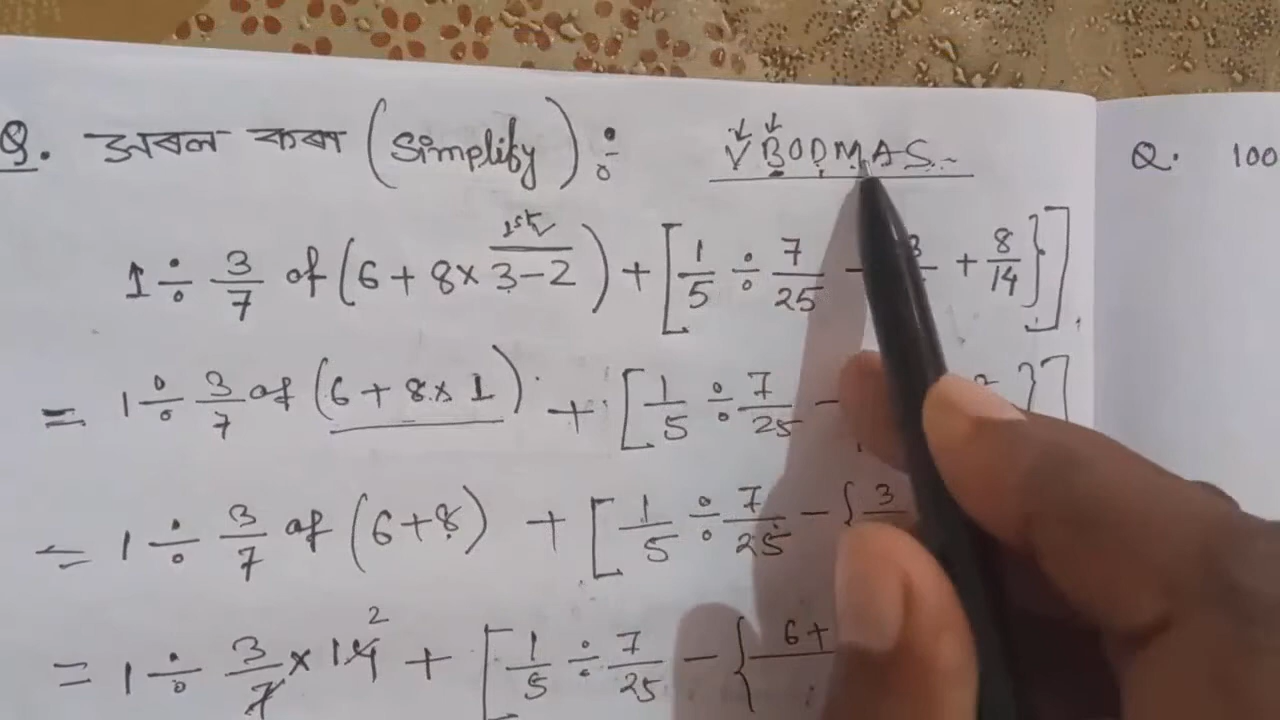 Q. সৰল কৰা (Simplify) ÷ VBODMAS
Q. 100
1 ÷ 3/7 of (6 + 8 × 3 − 2) 1st + [1/5 ÷ 7/25 − 3 + 8/14}]
= 1 ÷ 3/7 of (6 + 8 × 1) + [1/5 ÷ 7/25 − }]
= 1 ÷ 3/7 of (6 + 8) + [1/5 ÷ 7/25 − {3
= 1 ÷ 3/7 × 14 2 + [1/5 ÷ 7/25 − {6 +